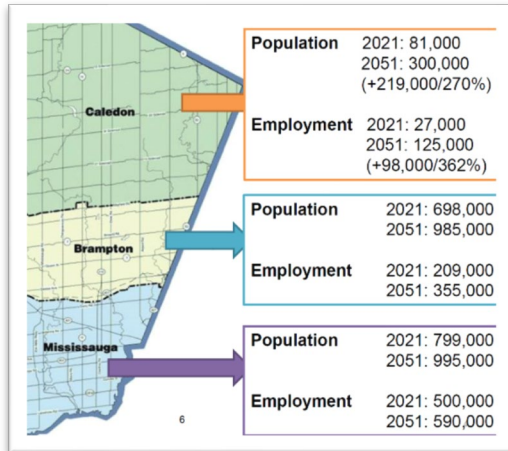 Population 2021: 81,000
2051: 300,000
(+219,000/270%)
Employment 2021: 27,000
2051: 125,000
(+98,000/362%)
Caledon
Population 2021: 698,000
2051: 985,000
Employment 2021: 209,000
2051: 355,000
Brampton
Population 2021: 799,000
2051: 995,000
Employment 2021: 500,000
2051: 590,000
Mississauga
6